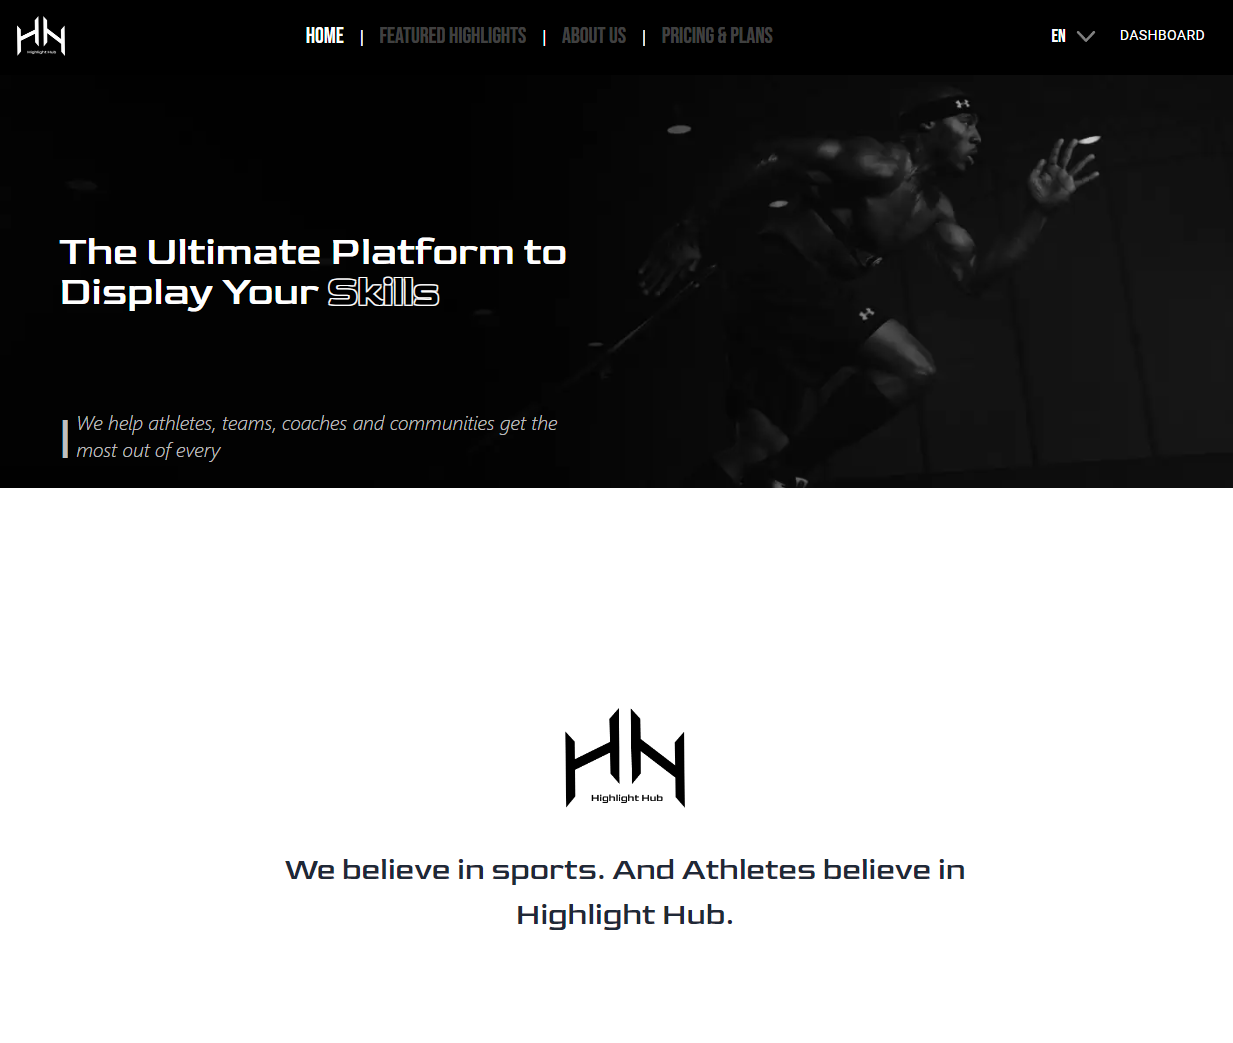 Highlight Hub
HOME | FEATURED HIGHLIGHTS | ABOUT US | PRICING & PLANS
EN
DASHBOARD
The Ultimate Platform to
Display Your Skills
We help athletes, teams, coaches and communities get the
most out of every
Highlight Hub
We believe in sports. And Athletes believe in
Highlight Hub.